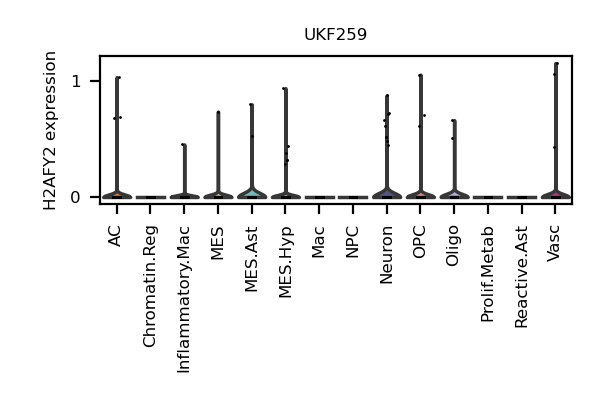 UKF259
H2AFY2 expression
1
0
AC
Chromatin.Reg
Inflammatory.Mac
MES
MES.Ast
MES.Hyp
Mac
NPC
Neuron
OPC
Oligo
Prolif.Metab
Reactive.Ast
Vasc